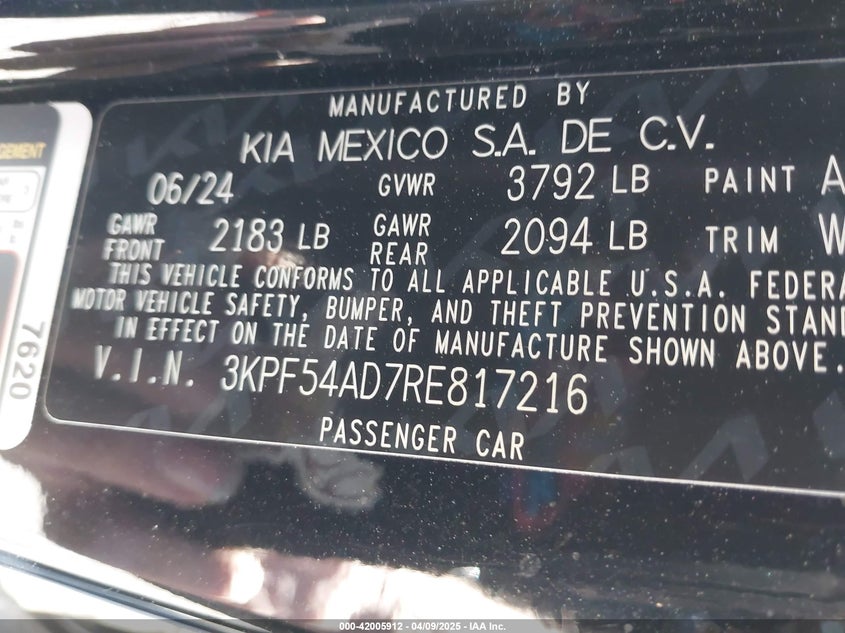 MANUFACTURED BY
KIA MEXICO S.A. DE C.V.
06/24 GVWR 3792 LB PAINT A
GAWR FRONT 2183 LB GAWR REAR 2094 LB TRIM W
THIS VEHICLE CONFORMS TO ALL APPLICABLE U.S.A. FEDERA
MOTOR VEHICLE SAFETY, BUMPER, AND THEFT PREVENTION STAN
IN EFFECT ON THE DATE OF MANUFACTURE SHOWN ABOVE.
V.I.N. 3KPF54AD7RE817216
PASSENGER CAR
GEMENT
7620
000-42005912 | 04/09/2025 - IAA Inc.